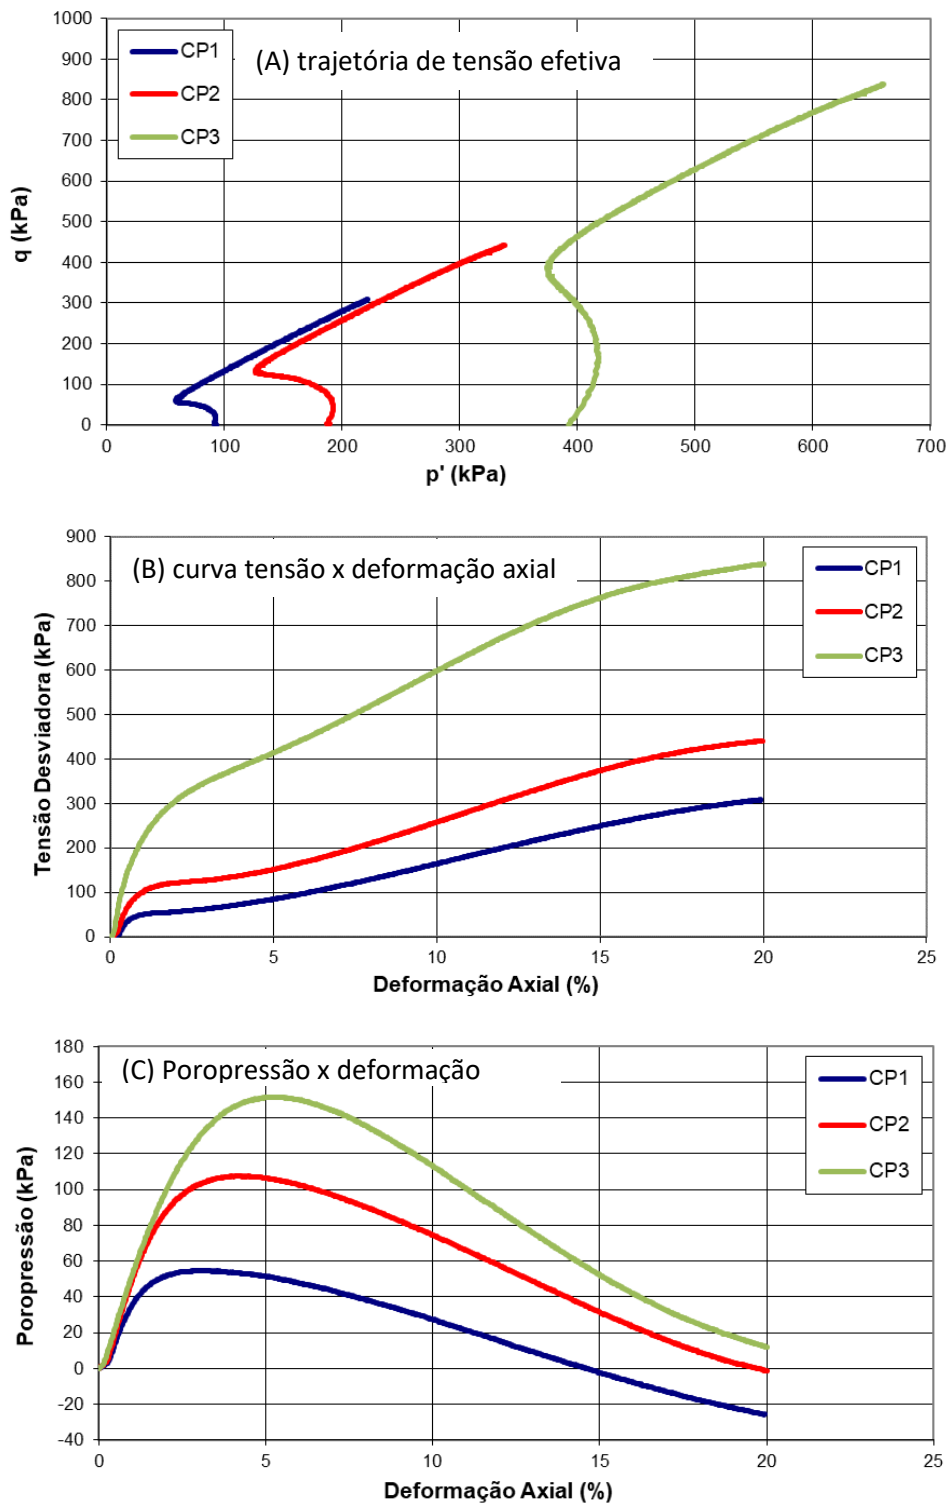 (A) trajetória de tensão efetiva
CP1
CP2
CP3
1000
900
800
700
600
500
400
300
200
100
0
q (kPa)
0 100 200 300 400 500 600 700
p' (kPa)
(B) curva tensão x deformação axial
CP1
CP2
CP3
900
800
700
600
500
400
300
200
100
0
Tensão Desviadora (kPa)
0 5 10 15 20 25
Deformação Axial (%)
(C) Poropressão x deformação
CP1
CP2
CP3
180
160
140
120
100
80
60
40
20
0
-20
-40
Poropressão (kPa)
0 5 10 15 20 25
Deformação Axial (%)